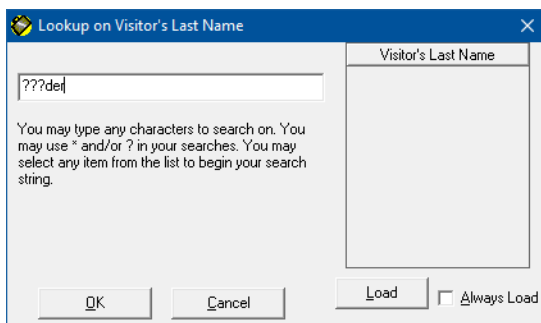 Lookup on Visitor's Last Name
Visitor's Last Name
???der
You may type any characters to search on. You
may use * and/or ? in your searches. You may
select any item from the list to begin your search
string.
OK
Cancel
Load
Always Load